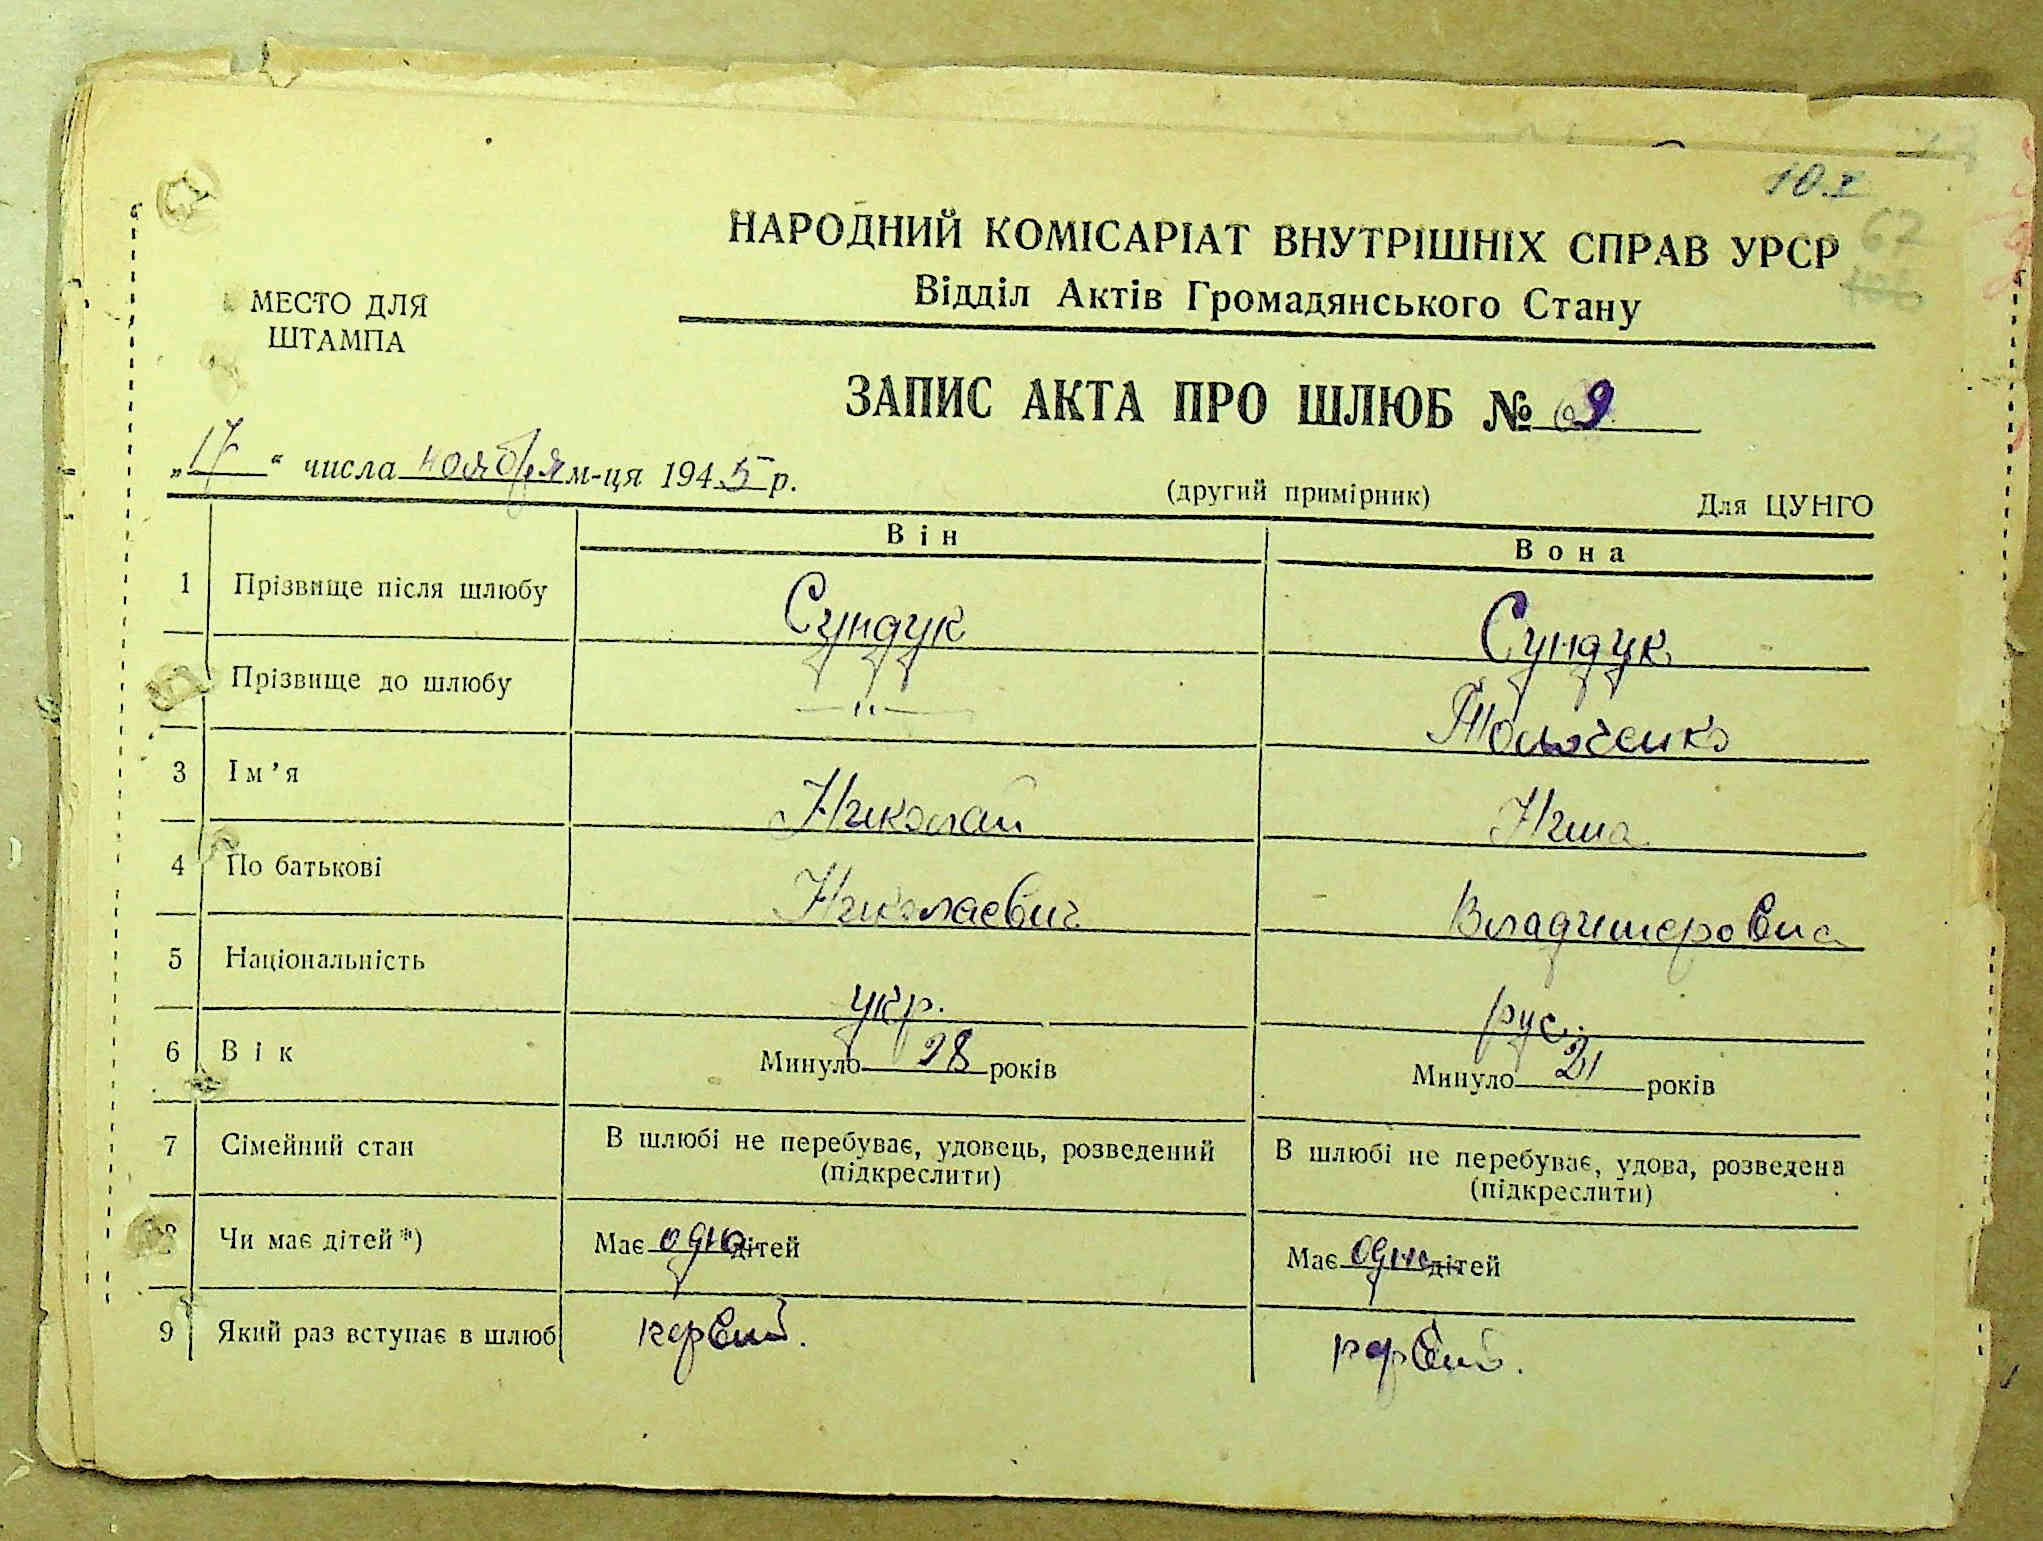 10.X
67
НАРОДНИЙ КОМІСАРІАТ ВНУТРІШНІХ СПРАВ УРСР
Відділ Актів Громадянського Стану
МЕСТО ДЛЯ
ШТАМПА
ЗАПИС АКТА ПРО ШЛЮБ № 69
„17“ числа ноября м-ця 1945 р.
(другий примірник) Для ЦУНГО
Він Вона
1 Прізвище після шлюбу Сундук Сундук
Прізвище до шлюбу —"—
3 Ім’я Николай Нина
4 По батькові Николаевич Владимеровна
5 Національність укр. рус.
6 Вік Минуло 28 років Минуло 21 років
7 Сімейний стан В шлюбі не перебуває, удовець, розведений В шлюбі не перебуває, удова, розведена
(підкреслити) (підкреслити)
8 Чи має дітей*) Має одно дітей Має одно дітей
9 Який раз вступає в шлюб первый. первый.